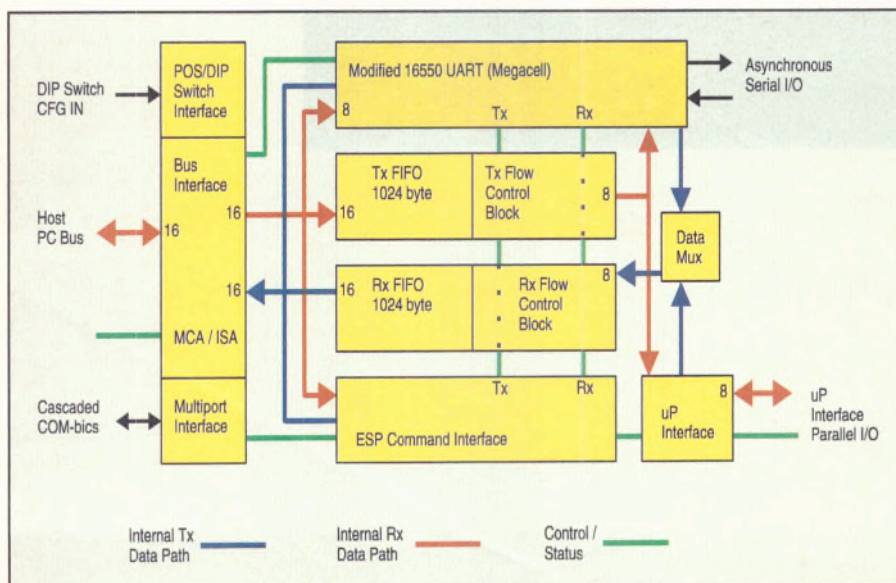 DIP Switch
CFG IN
POS/DIP
Switch
Interface
Modified 16550 UART (Megacell)
8
Tx
Rx
Asynchronous
Serial I/O
Bus
Interface
16
Host
PC Bus
16
16
MCA / ISA
Tx FIFO
1024 byte
16
Tx Flow
Control
Block
8
Data
Mux
16
Rx FIFO
1024 byte
8
Rx Flow
Control
Block
Cascaded
COM-bics
Multiport
Interface
Tx
Rx
ESP Command Interface
8
uP
Interface
uP
Interface
Parallel I/O
Internal Tx
Data Path
Internal Rx
Data Path
Control /
Status